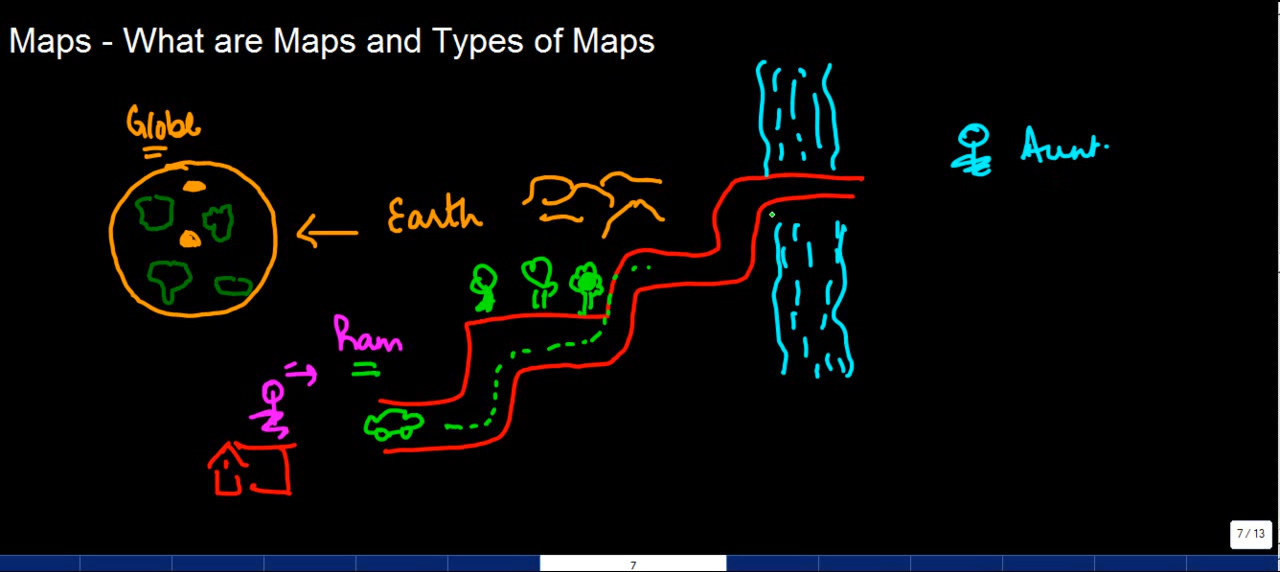 Maps - What are Maps and Types of Maps
Globe
Aunt.
Earth
Ram
7 / 13
7